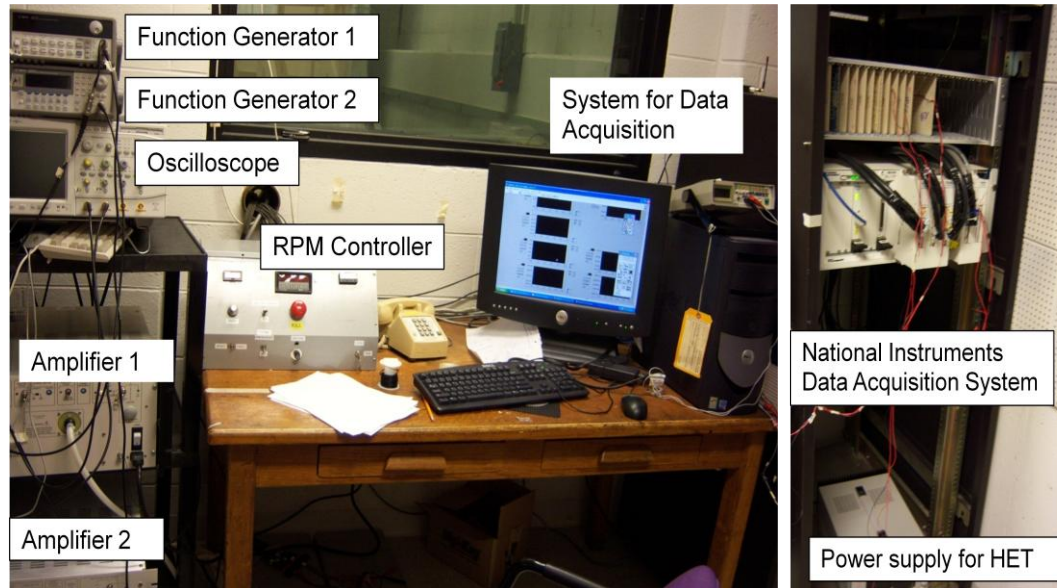 Function Generator 1
Function Generator 2
Oscilloscope
System for Data
Acquisition
RPM Controller
Amplifier 1
Amplifier 2
National Instruments
Data Acquisition System
Power supply for HET